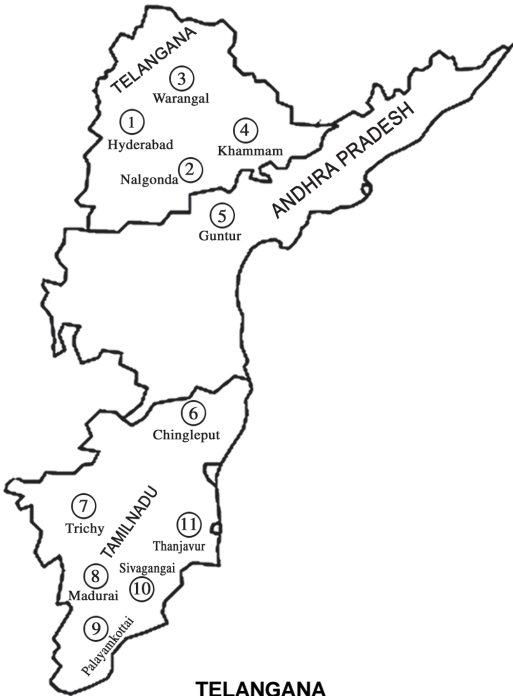 TELANGANA
3
Warangal
1
Hyderabad
4
Khammam
2
Nalgonda
ANDHRA PRADESH
5
Guntur
6
Chingleput
7
Trichy
TAMILNADU
11
Thanjavur
8
Madurai
Sivagangai
10
9
Palayamkottai
TELANGANA